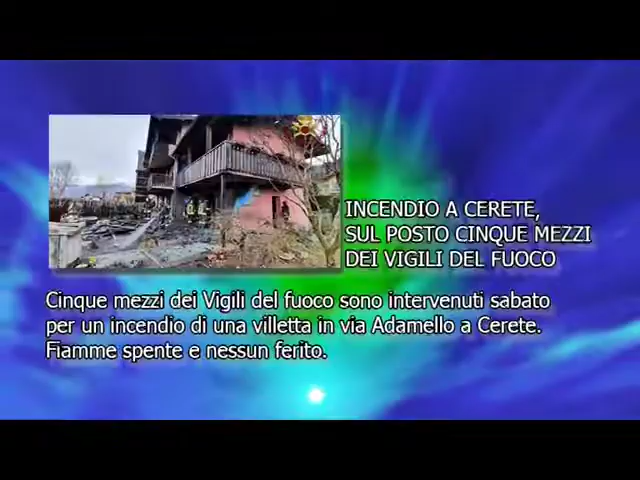 INCENDIO A CERETE,
SUL POSTO CINQUE MEZZI
DEI VIGILI DEL FUOCO
Cinque mezzi dei Vigili del fuoco sono intervenuti sabato
per un incendio di una villetta in via Adamello a Cerete.
Fiamme spente e nessun ferito.